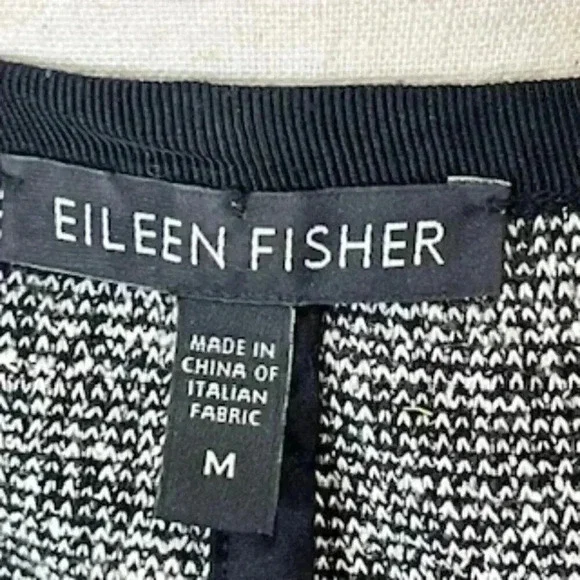 EILEEN FISHER
MADE IN
CHINA OF
ITALIAN
FABRIC
M